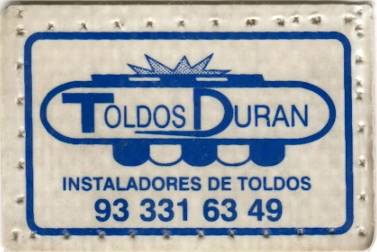 TOLDOS DURAN
INSTALADORES DE TOLDOS
93 331 63 49